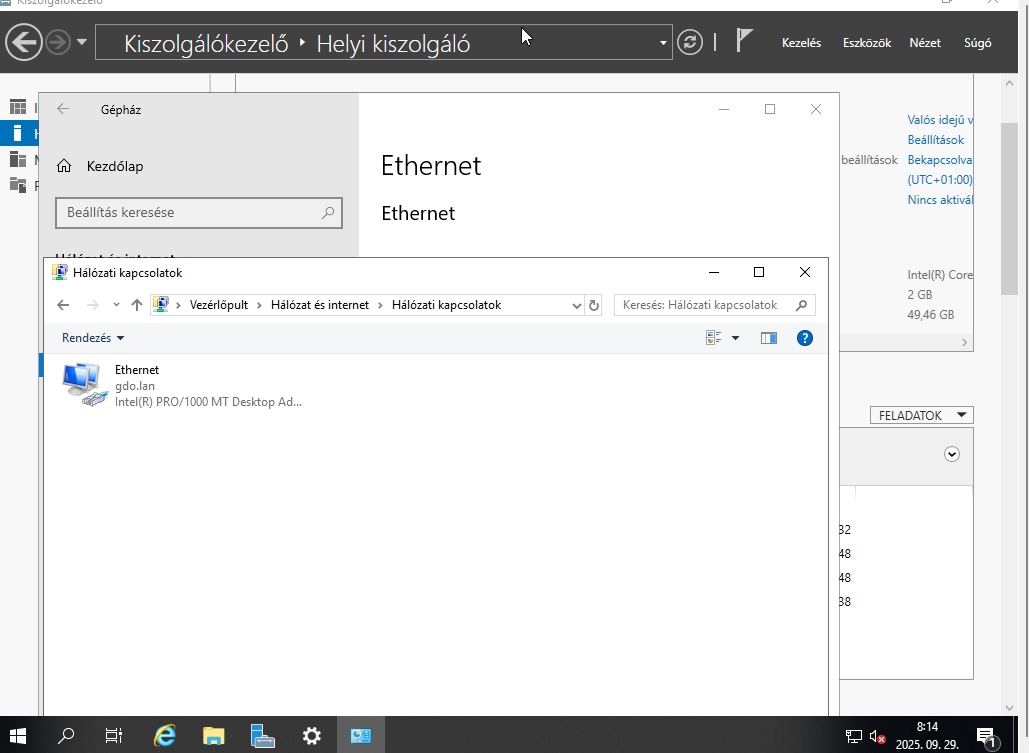 Kiszolgálókezelő
Kiszolgálókezelő ‣ Helyi kiszolgáló
Kezelés Eszközök Nézet Súgó
Gépház
Kezdőlap
Beállítás keresése
Ethernet
Ethernet
Hálózat és internet
Valós idejű v
Beállítások
beállítások Bekapcsolva
(UTC+01:00)
Nincs aktivál
Intel(R) Core
2 GB
49,46 GB
FELADATOK
32
48
48
38
Hálózati kapcsolatok
Vezérlőpult › Hálózat és internet › Hálózati kapcsolatok
Keresés: Hálózati kapcsolatok
Rendezés
Ethernet
gdo.lan
Intel(R) PRO/1000 MT Desktop Ad...
8:14
2025. 09. 29.
1